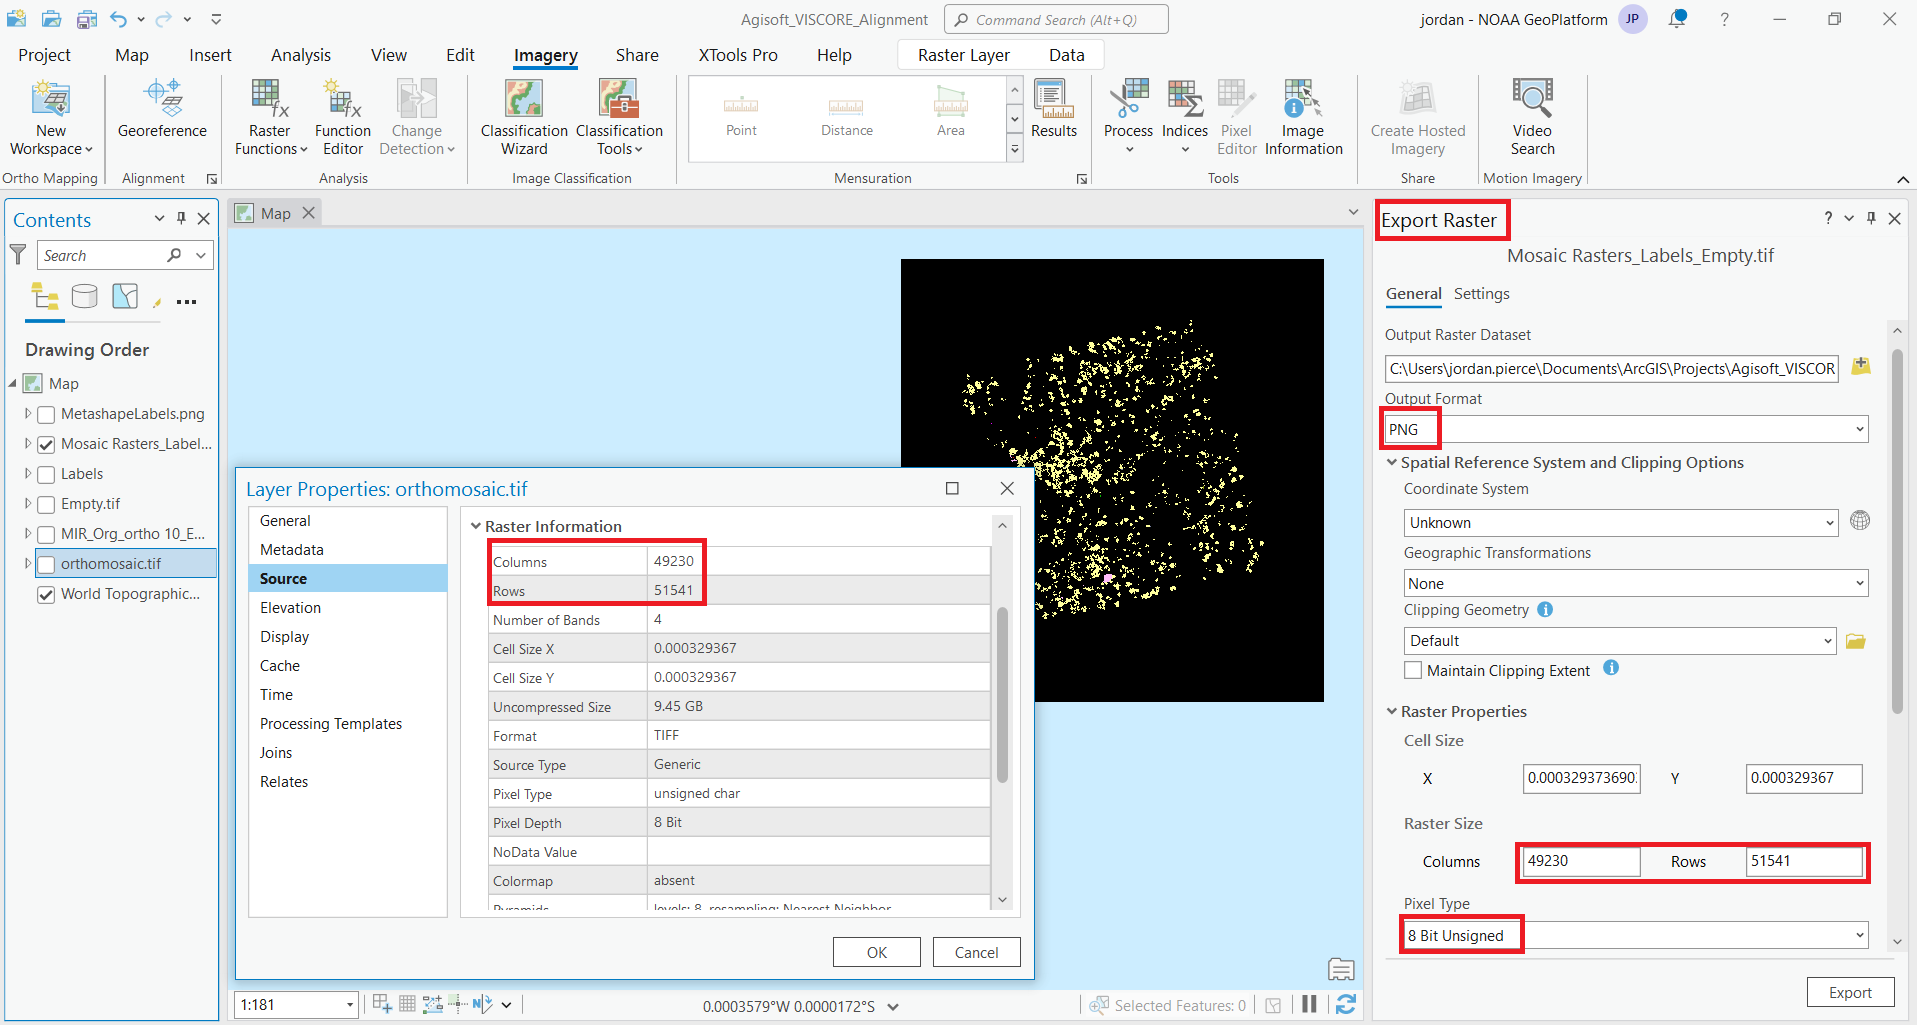 Agisoft_VISCORE_Alignment
Command Search (Alt+Q)
jordan - NOAA GeoPlatform
JP
?
Project Map Insert Analysis View Edit Imagery Share XTools Pro Help Raster Layer Data
New Workspace
Georeference
Raster Functions
Function Editor
Change Detection
Classification Wizard
Classification Tools
Point
Distance
Area
Results
Process
Indices
Pixel Editor
Image Information
Create Hosted Imagery
Video Search
Ortho Mapping
Alignment
Analysis
Image Classification
Mensuration
Tools
Share
Motion Imagery
Contents
Search
Drawing Order
Map
MetashapeLabels.png
Mosaic Rasters_Label...
Labels
Empty.tif
MIR_Org_ortho 10_E...
orthomosaic.tif
World Topographic...
Map
Layer Properties: orthomosaic.tif
General
Metadata
Source
Elevation
Display
Cache
Time
Processing Templates
Joins
Relates
Raster Information
Columns 49230
Rows 51541
Number of Bands 4
Cell Size X 0.000329367
Cell Size Y 0.000329367
Uncompressed Size 9.45 GB
Format TIFF
Source Type Generic
Pixel Type unsigned char
Pixel Depth 8 Bit
NoData Value
Colormap absent
Pyramids levels: 8, resampling: Nearest Neighbor
OK
Cancel
1:181
0.0003579°W 0.0000172°S
Selected Features: 0
Export Raster
?
Mosaic Rasters_Labels_Empty.tif
General Settings
Output Raster Dataset
C:\Users\jordan.pierce\Documents\ArcGIS\Projects\Agisoft_VISCOR
Output Format
PNG
Spatial Reference System and Clipping Options
Coordinate System
Unknown
Geographic Transformations
None
Clipping Geometry
Default
Maintain Clipping Extent
Raster Properties
Cell Size
X 0.00032937369 Y 0.000329367
Raster Size
Columns 49230 Rows 51541
Pixel Type
8 Bit Unsigned
Export